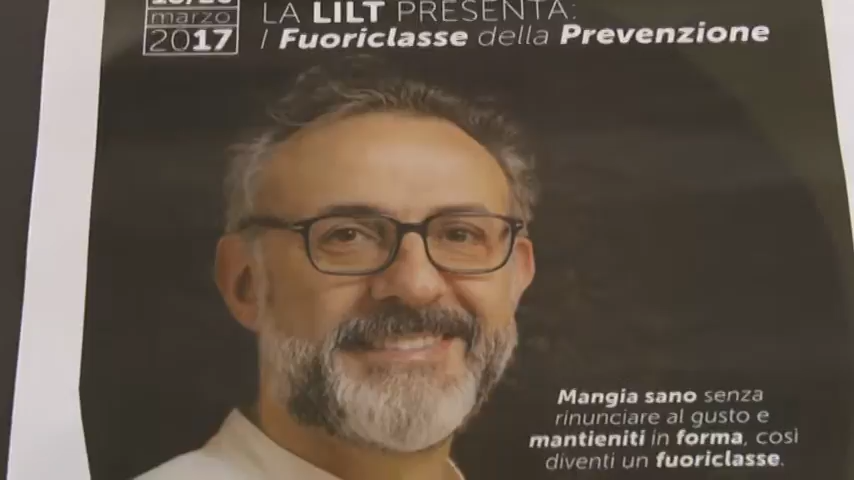 marzo
2017
LA LILT PRESENTA:
I Fuoriclasse della Prevenzione
Mangia sano senza
rinunciare al gusto e
mantieniti in forma, così
diventi un fuoriclasse.